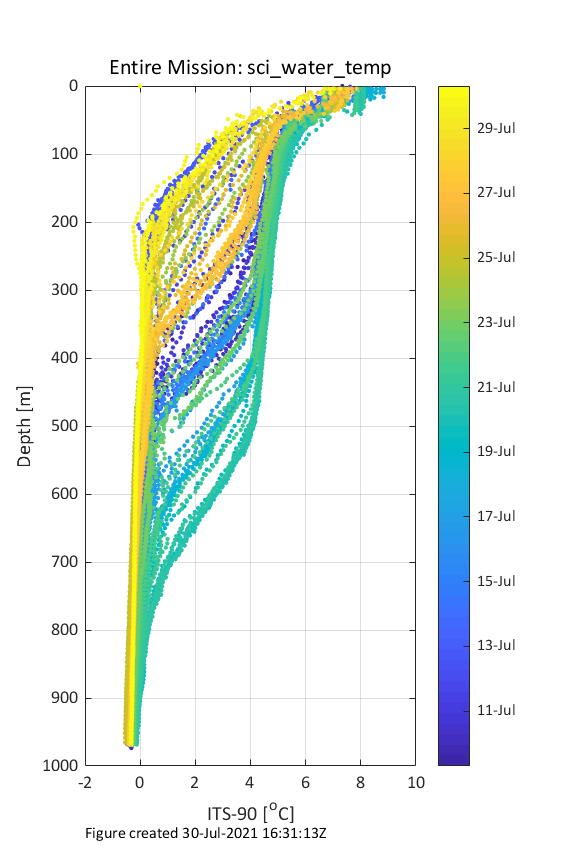 Entire Mission: sci_water_temp
0
100
200
300
400
500
600
700
800
900
1000
Depth [m]
-2 0 2 4 6 8 10
ITS-90 [°C]
Figure created 30-Jul-2021 16:31:13Z
29-Jul
27-Jul
25-Jul
23-Jul
21-Jul
19-Jul
17-Jul
15-Jul
13-Jul
11-Jul